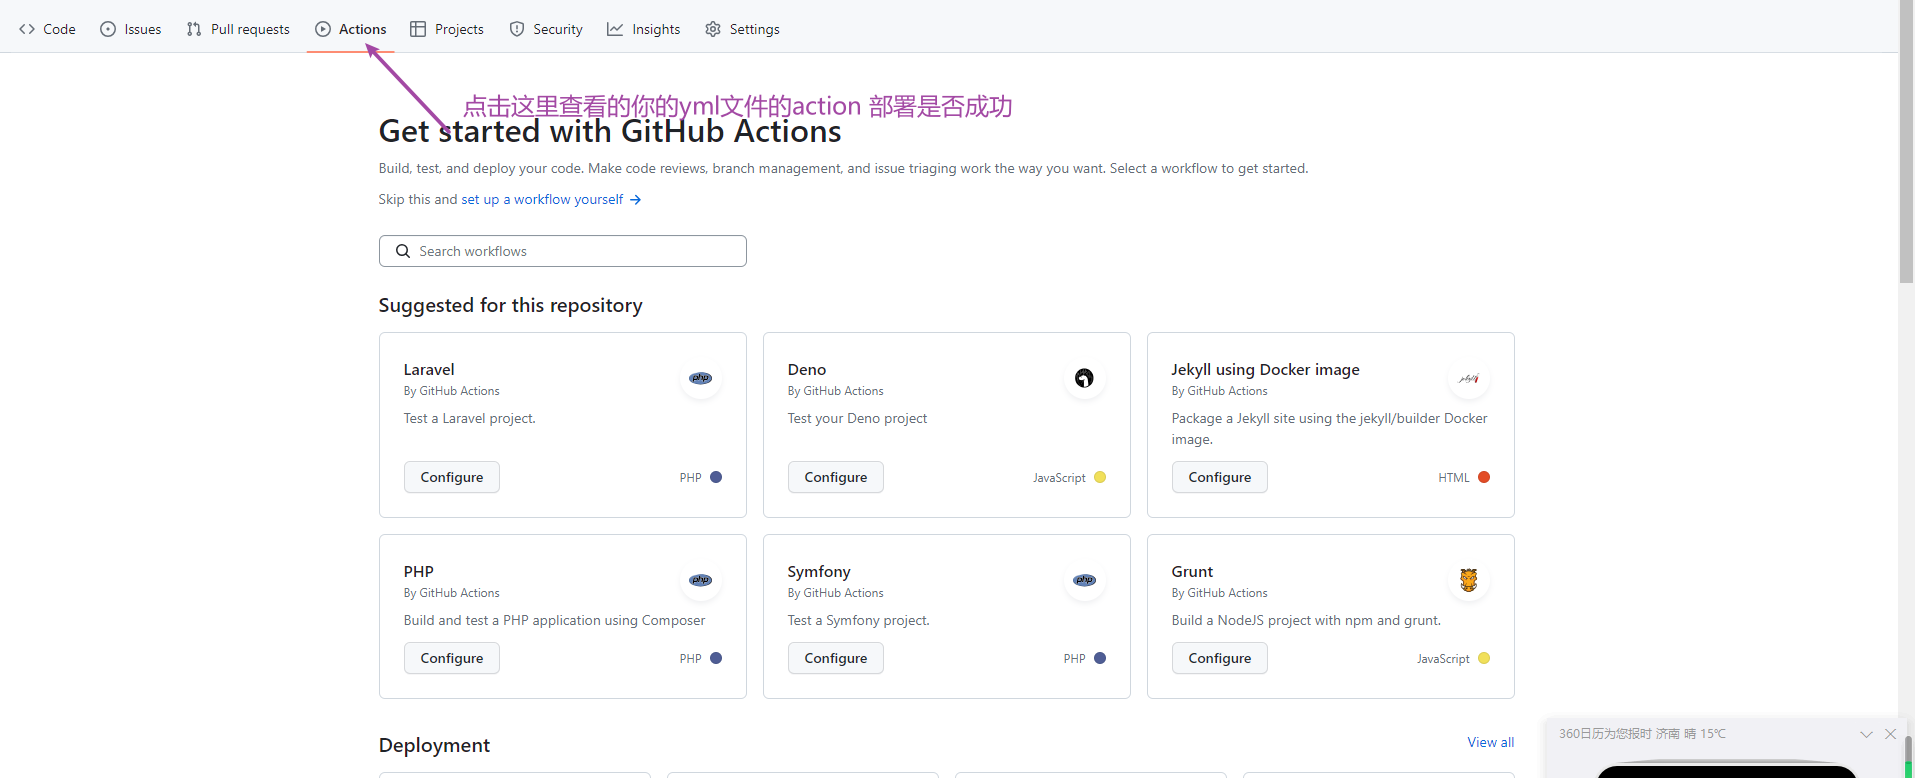 Code Issues Pull requests Actions Projects Security Insights Settings
点击这里查看的你的yml文件的action 部署是否成功
Get started with GitHub Actions
Build, test, and deploy your code. Make code reviews, branch management, and issue triaging work the way you want. Select a workflow to get started.
Skip this and set up a workflow yourself →
Search workflows
Suggested for this repository
Laravel
By GitHub Actions
Test a Laravel project.
Configure PHP
php
Deno
By GitHub Actions
Test your Deno project
Configure JavaScript
Jekyll using Docker image
By GitHub Actions
Package a Jekyll site using the jekyll/builder Docker
image.
Configure HTML
jekyll
PHP
By GitHub Actions
Build and test a PHP application using Composer
Configure PHP
php
Symfony
By GitHub Actions
Test a Symfony project.
Configure PHP
php
Grunt
By GitHub Actions
Build a NodeJS project with npm and grunt.
Configure JavaScript
Deployment View all
360日历为您报时 济南 晴 15℃